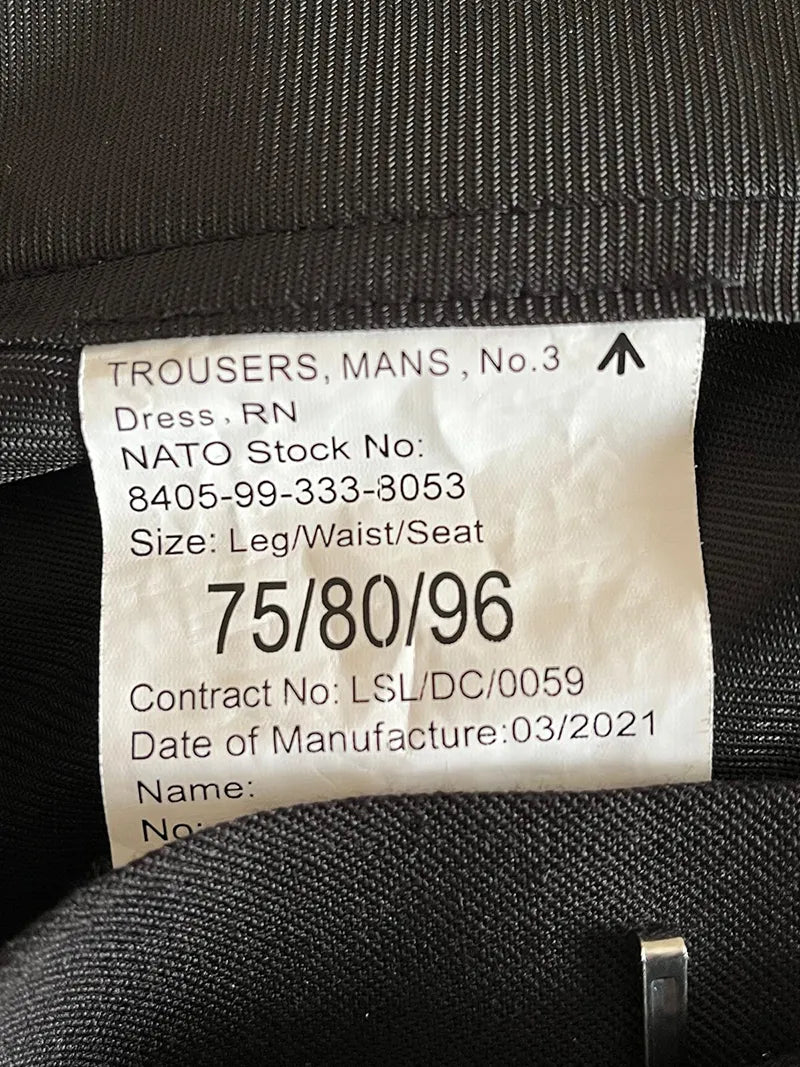 TROUSERS, MANS, No.3
Dress, RN
NATO Stock No:
8405-99-333-8053
Size: Leg/Waist/Seat
75/80/96
Contract No: LSL/DC/0059
Date of Manufacture:03/2021
Name:
No: